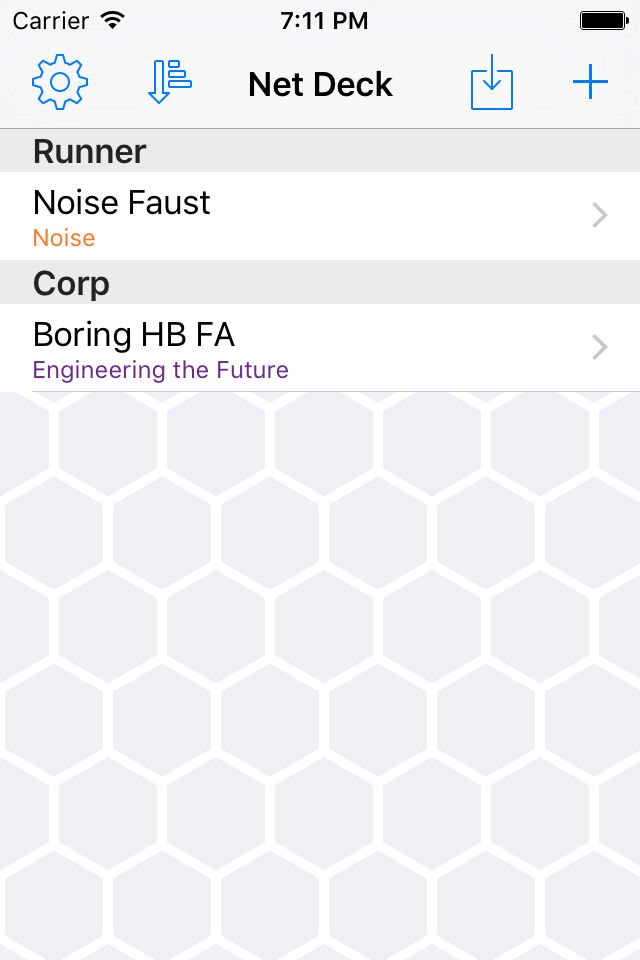 Carrier 7:11 PM
Net Deck
Runner
Noise Faust
Noise
Corp
Boring HB FA
Engineering the Future